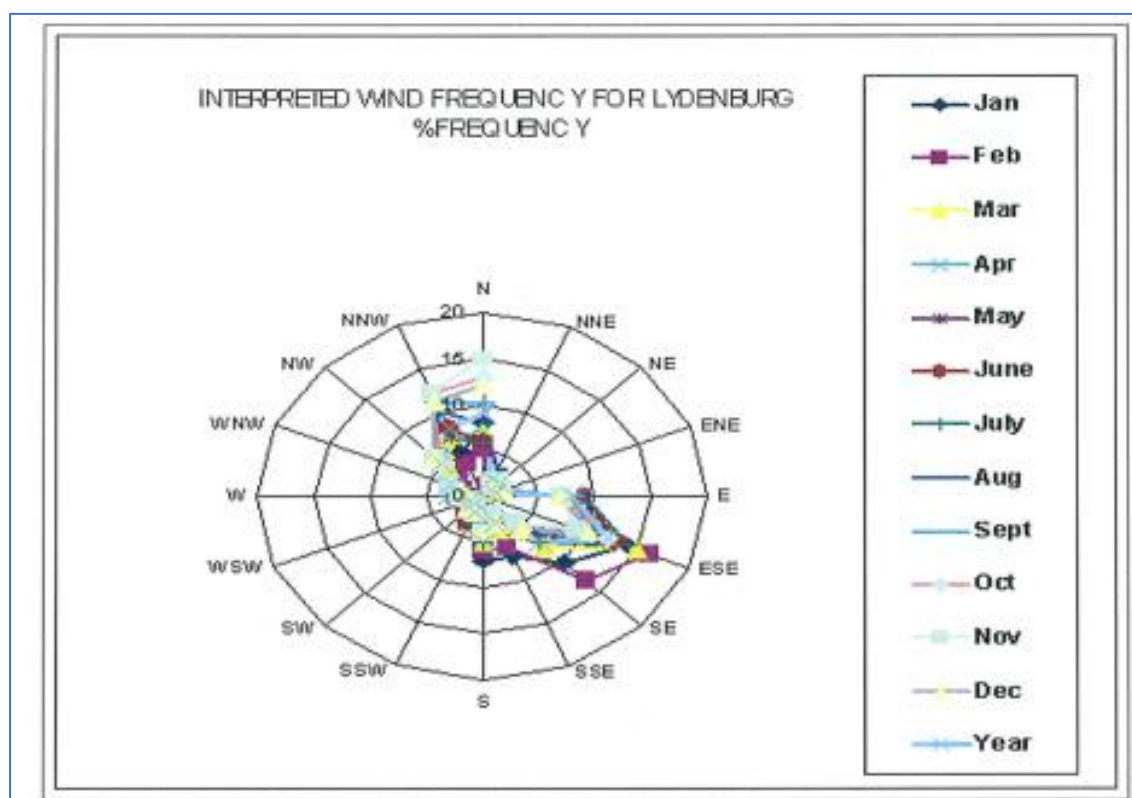 INTERPRETED WIND FREQUENCY FOR LYDENBURG
%FREQUENCY
N
NNE
NE
ENE
E
ESE
SE
SSE
S
SSW
SW
WSW
W
WNW
NW
NNW
20
15
10
0
Jan
Feb
Mar
Apr
May
June
July
Aug
Sept
Oct
Nov
Dec
Year